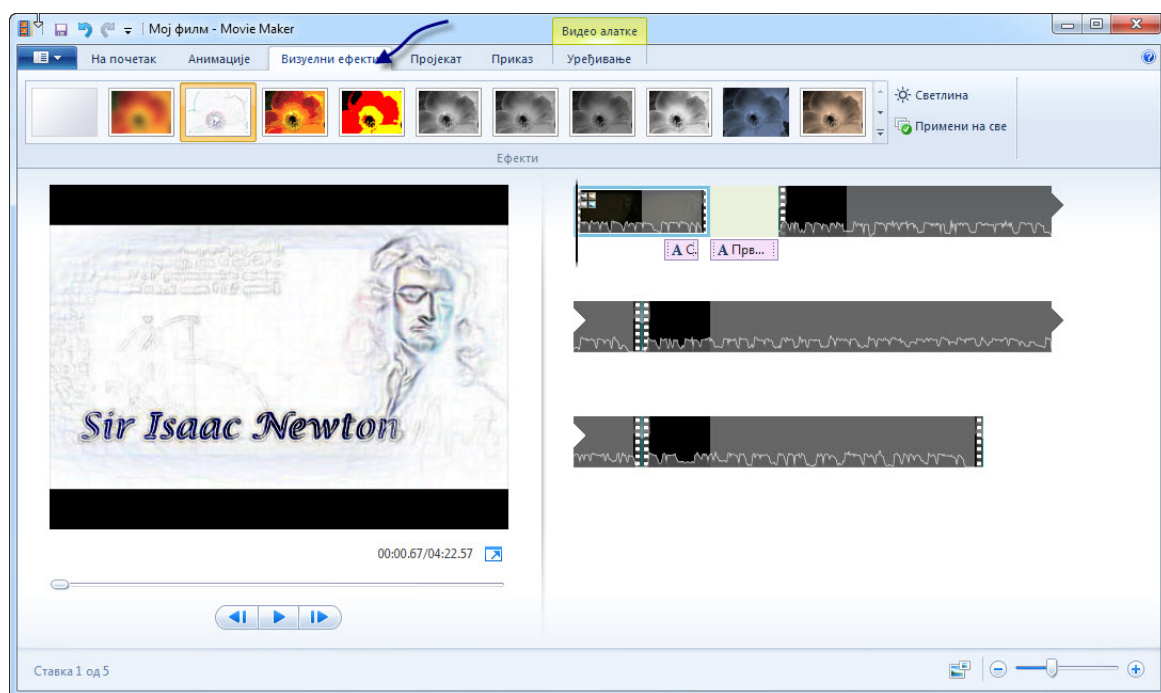 Мој филм - Movie Maker
Видео алатке
На почетак Анимације Визуелни ефекти Пројекат Приказ Уређивање
Светлина
Примени на све
Ефекти
A С.
A Прв...
Sir Isaac Newton
00:00.67/04:22.57
Ставка 1 од 5